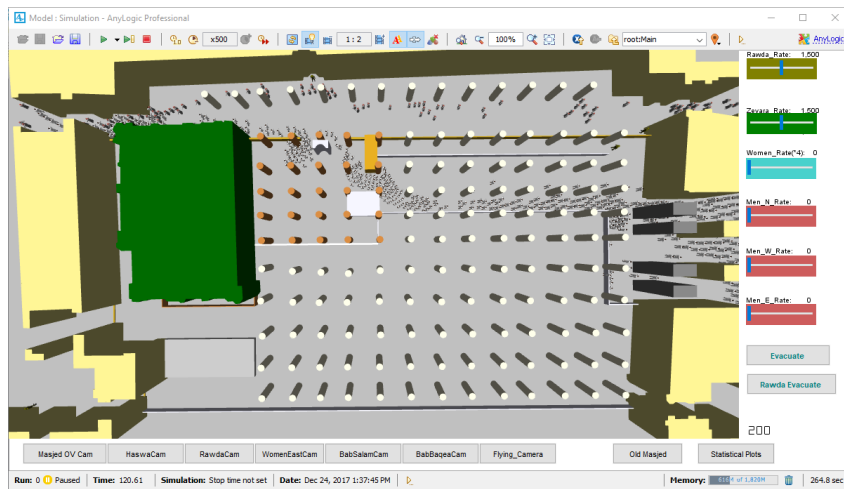 Model : Simulation - AnyLogic Professional
x500
1 : 2
100%
root:Main
AnyLogic
Rawda_Rate: 1,500
Zeyara_Rate: 1,500
Women_Rate(*4): 0
Men_N_Rate: 0
Men_W_Rate: 0
Men_E_Rate: 0
Evacuate
Rawda Evacuate
200
Masjed OV Cam
HaswaCam
RawdaCam
WomenEastCam
BabSalamCam
BabBaqeaCam
Flying_Camera
Old Masjed
Statistical Plots
Run: 0 Paused Time: 120.61 Simulation: Stop time not set Date: Dec 24, 2017 1:37:45 PM Memory: of 1,820M 264.8 sec